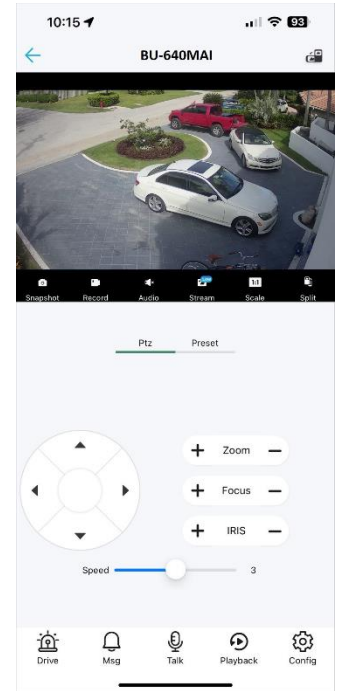 10:15 93
BU-640MAI
Snapshot Record Audio Stream Scale Split
1:1
Ptz Preset
+ Zoom −
+ Focus −
+ IRIS −
Speed 3
Drive Msg Talk Playback Config